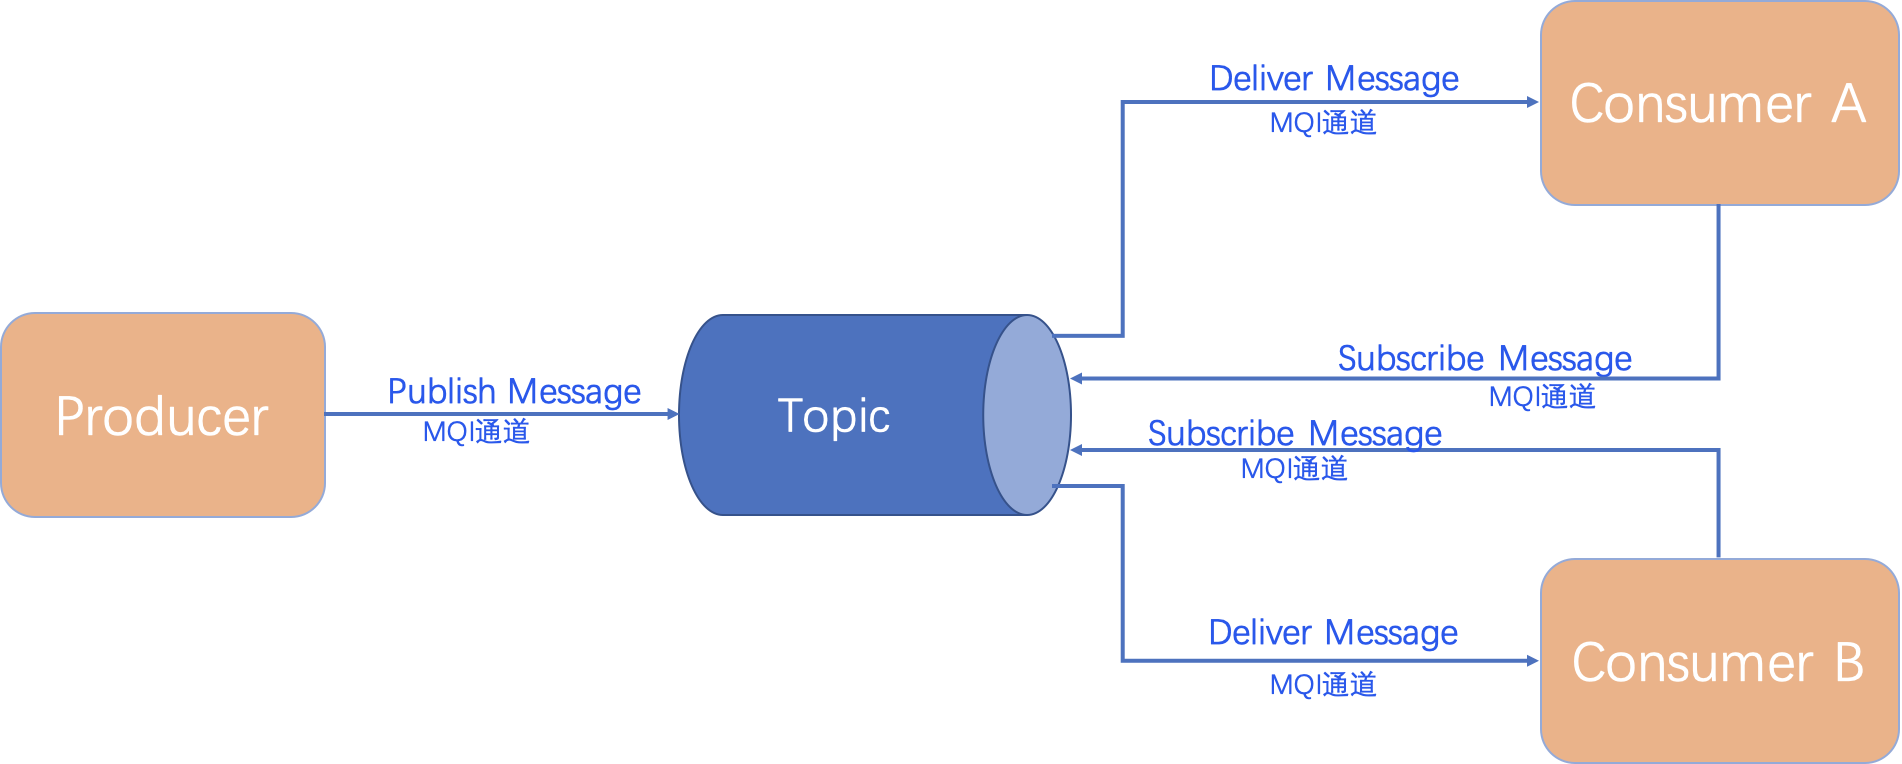 Deliver Message
MQI通道
Consumer A
Subscribe Message
MQI通道
Producer
Publish Message
MQI通道
Topic
Subscribe Message
MQI通道
Deliver Message
MQI通道
Consumer B